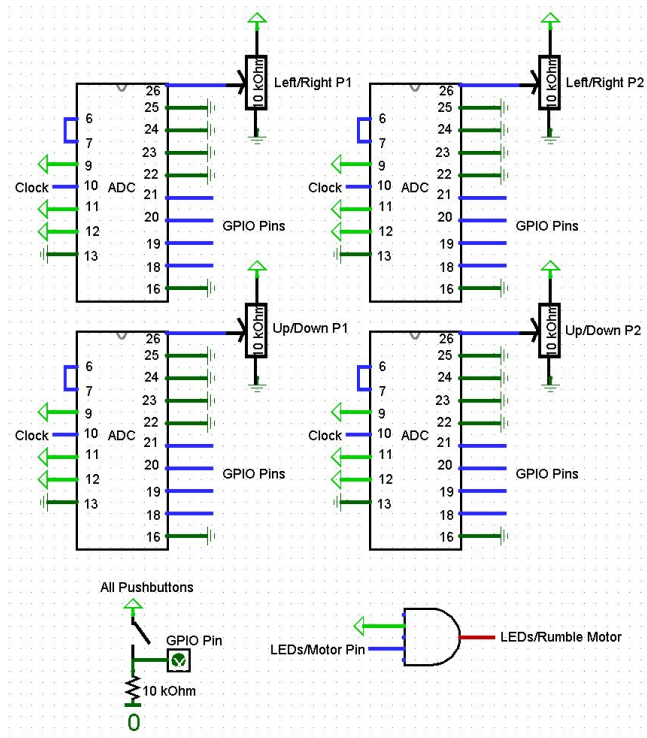 26 10 kOhm Left/Right P1
25
6 24
7 23
9 22
Clock 10 ADC 21
11 20 GPIO Pins
12 19
13 18
16
26 10 kOhm Left/Right P2
25
6 24
7 23
9 22
Clock 10 ADC 21
11 20 GPIO Pins
12 19
13 18
16
26 10 kOhm Up/Down P1
25
6 24
7 23
9 22
Clock 10 ADC 21
11 20 GPIO Pins
12 19
13 18
16
26 10 kOhm Up/Down P2
25
6 24
7 23
9 22
Clock 10 ADC 21
11 20 GPIO Pins
12 19
13 18
16
All Pushbuttons
GPIO Pin
10 kOhm
0
LEDs/Motor Pin
LEDs/Rumble Motor